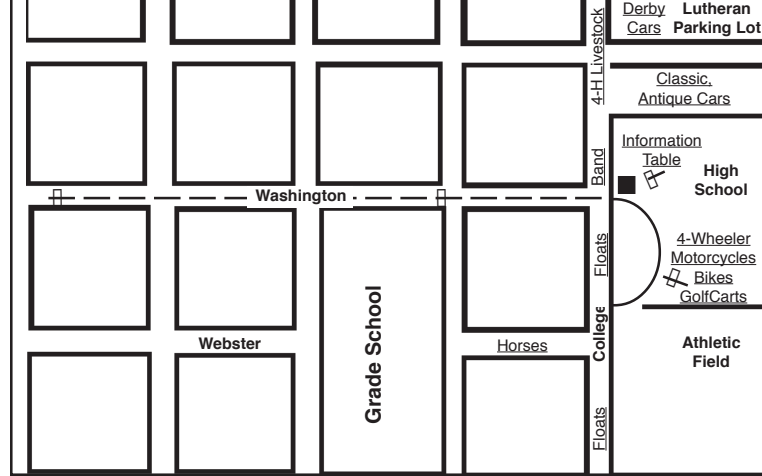 Derby
Cars
Lutheran
Parking Lot
4-H Livestock
Classic,
Antique Cars
Information
Table
High
School
Band
Washington
Floats
4-Wheeler
Motorcycles
Bikes
GolfCarts
Grade School
Webster
Horses
College
Athletic
Field
Floats